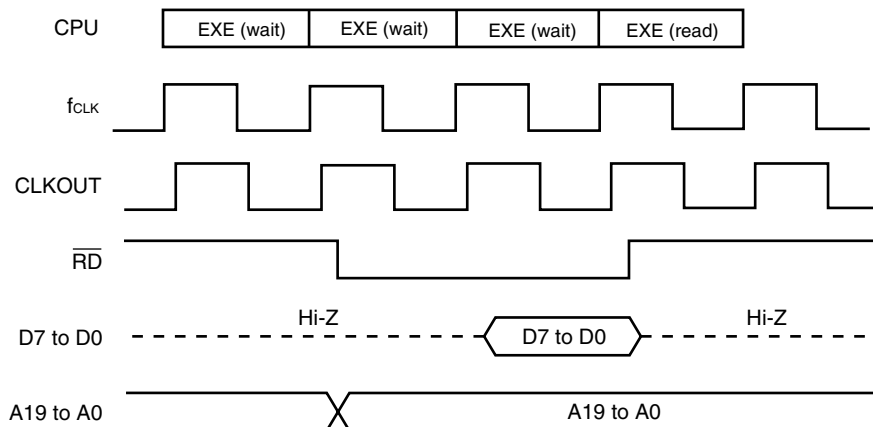 CPU EXE (wait) EXE (wait) EXE (wait) EXE (read)
fCLK
CLKOUT
RD
Hi-Z Hi-Z
D7 to D0 D7 to D0
A19 to A0 A19 to A0